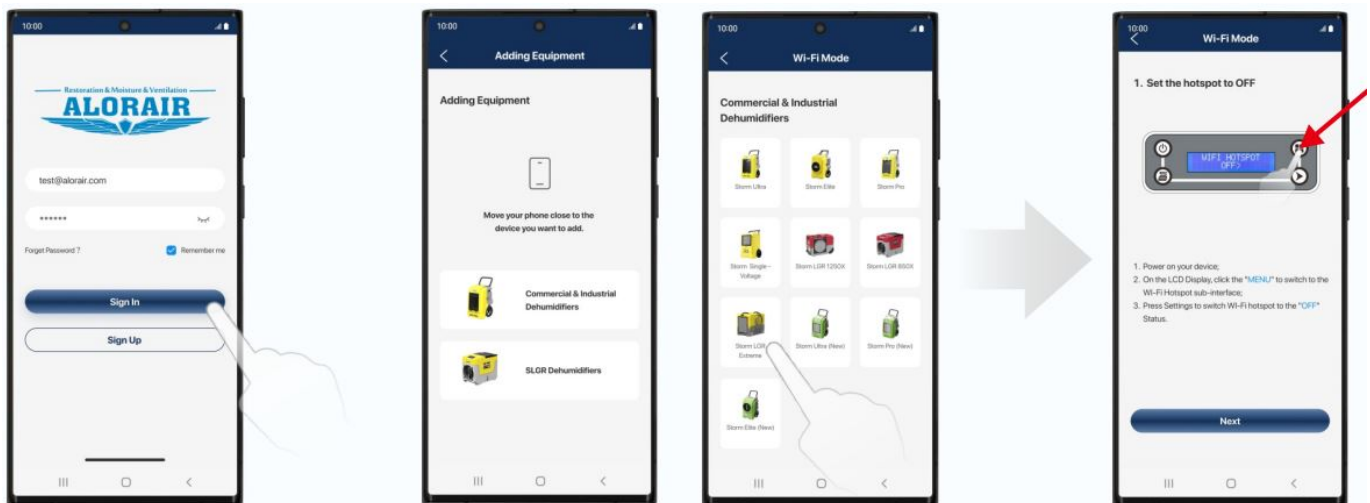 10:00
Restoration & Moisture & Ventilation
ALORAIR
test@alorair.com
******
Forget Password ?
Remember me
Sign In
Sign Up
10:00
Adding Equipment
Adding Equipment
Move your phone close to the
device you want to add.
Commercial & Industrial
Dehumidifiers
SLGR Dehumidifiers
10:00
Wi-Fi Mode
Commercial & Industrial
Dehumidifiers
Storm Ultra
Storm Elite
Storm Pro
Storm Single -
Voltage
Storm LGR 1250X
Storm LGR 850X
Storm LGR
Extreme
Storm Ultra (New)
Storm Pro (New)
Storm Elite (New)
10:00
Wi-Fi Mode
1. Set the hotspot to OFF
WIFI HOTSPOT
OFF>
1. Power on your device;
2. On the LCD Display, click the "MENU" to switch to the
Wi-Fi Hotspot sub-interface;
3. Press Settings to switch Wi-Fi hotspot to the "OFF"
Status.
Next